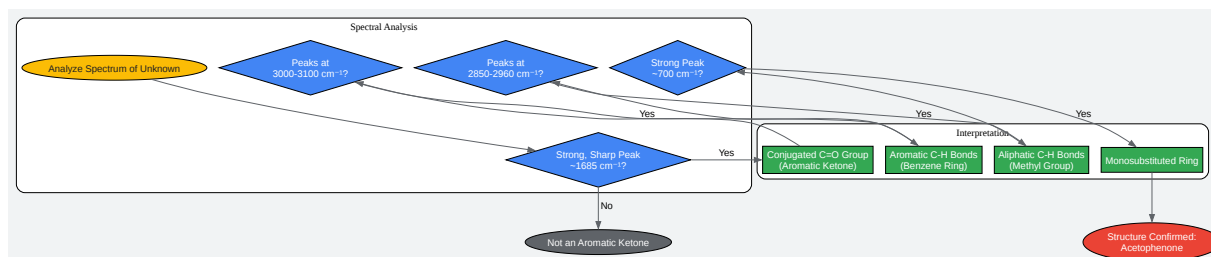 Spectral Analysis
Analyze Spectrum of Unknown
Peaks at
3000-3100 cm⁻¹?
Peaks at
2850-2960 cm⁻¹?
Strong Peak
~700 cm⁻¹?
Yes
Yes
Yes
Interpretation
Strong, Sharp Peak
~1685 cm⁻¹?
Yes
Conjugated C=O Group
(Aromatic Ketone)
Aromatic C-H Bonds
(Benzene Ring)
Aliphatic C-H Bonds
(Methyl Group)
Monosubstituted Ring
No
Not an Aromatic Ketone
Structure Confirmed:
Acetophenone